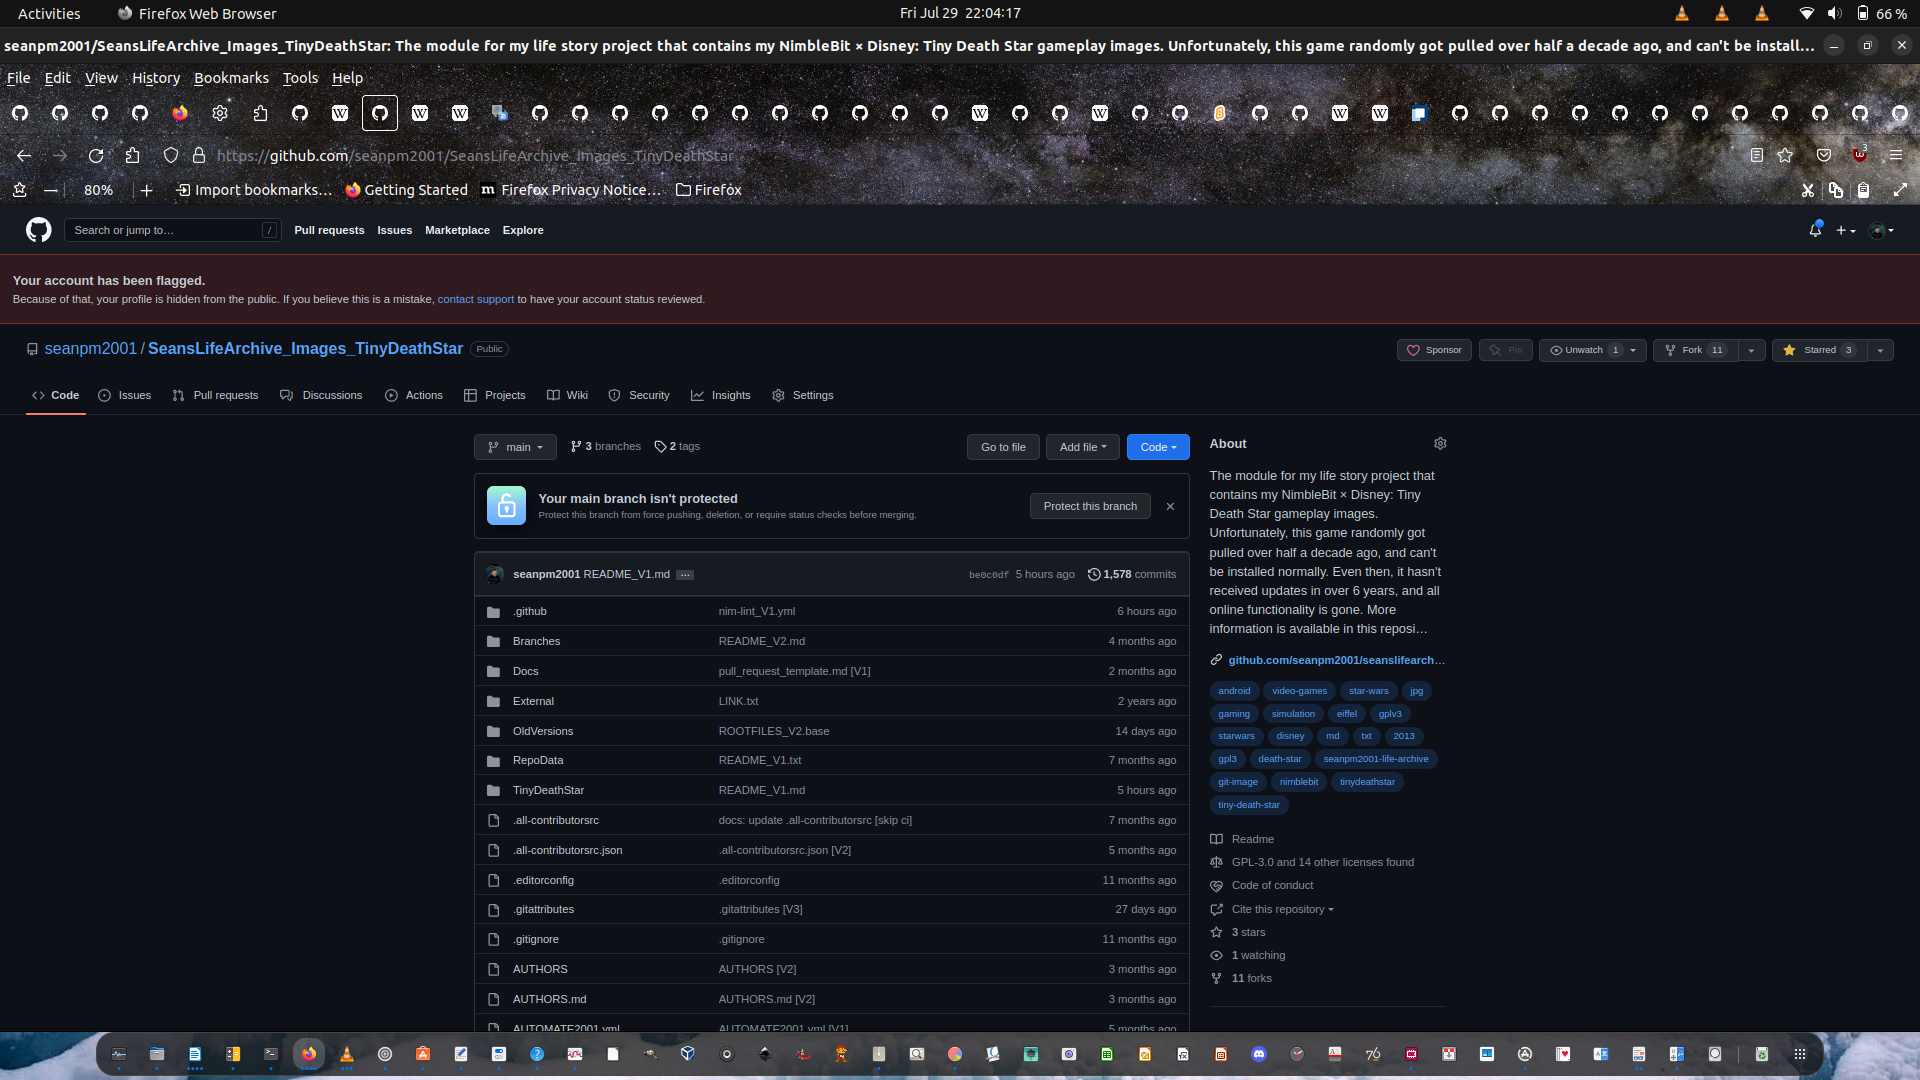 Activities
Firefox Web Browser
Fri Jul 29 22:04:17
66 %
seanpm2001/SeansLifeArchive_Images_TinyDeathStar: The module for my life story project that contains my NimbleBit × Disney: Tiny Death Star gameplay images. Unfortunately, this game randomly got pulled over half a decade ago, and can't be install…
File Edit View History Bookmarks Tools Help
https://github.com/seanpm2001/SeansLifeArchive_Images_TinyDeathStar
3
80%
Import bookmarks…
Getting Started
Firefox Privacy Notice…
Firefox
Search or jump to…
/
Pull requests Issues Marketplace Explore
Your account has been flagged.
Because of that, your profile is hidden from the public. If you believe this is a mistake, contact support to have your account status reviewed.
seanpm2001 / SeansLifeArchive_Images_TinyDeathStar Public
Sponsor
Pin
Unwatch 1
Fork 11
Starred 3
Code Issues Pull requests Discussions Actions Projects Wiki Security Insights Settings
main
3 branches
2 tags
Go to file
Add file
Code
Your main branch isn't protected
Protect this branch from force pushing, deletion, or require status checks before merging.
Protect this branch
seanpm2001 README_V1.md …
be0c0df 5 hours ago 1,578 commits
.github nim-lint_V1.yml 6 hours ago
Branches README_V2.md 4 months ago
Docs pull_request_template.md [V1] 2 months ago
External LINK.txt 2 years ago
OldVersions ROOTFILES_V2.base 14 days ago
RepoData README_V1.txt 7 months ago
TinyDeathStar README_V1.md 5 hours ago
.all-contributorsrc docs: update .all-contributorsrc [skip ci] 7 months ago
.all-contributorsrc.json .all-contributorsrc.json [V2] 5 months ago
.editorconfig .editorconfig 11 months ago
.gitattributes .gitattributes [V3] 27 days ago
.gitignore .gitignore 11 months ago
AUTHORS AUTHORS [V2] 3 months ago
AUTHORS.md AUTHORS.md [V2] 3 months ago
AUTOMATE2001.yml AUTOMATE2001.yml [V1] 5 months ago
About
The module for my life story project that
contains my NimbleBit × Disney: Tiny
Death Star gameplay images.
Unfortunately, this game randomly got
pulled over half a decade ago, and can't
be installed normally. Even then, it hasn't
received updates in over 6 years, and all
online functionality is gone. More
information is available in this reposi…
github.com/seanpm2001/seanslifearch…
android video-games star-wars jpg
gaming simulation eiffel gplv3
starwars disney md txt 2013
gpl3 death-star seanpm2001-life-archive
git-image nimblebit tinydeathstar
tiny-death-star
Readme
GPL-3.0 and 14 other licenses found
Code of conduct
Cite this repository
3 stars
1 watching
11 forks